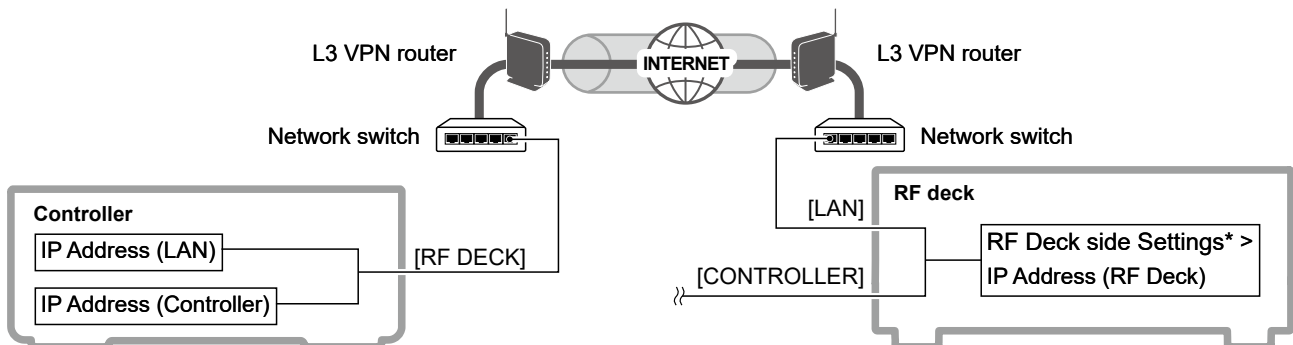 L3 VPN router
INTERNET
L3 VPN router
Network switch
Network switch
Controller
IP Address (LAN)
IP Address (Controller)
[RF DECK]
[LAN]
[CONTROLLER]
RF deck
RF Deck side Settings* >
IP Address (RF Deck)